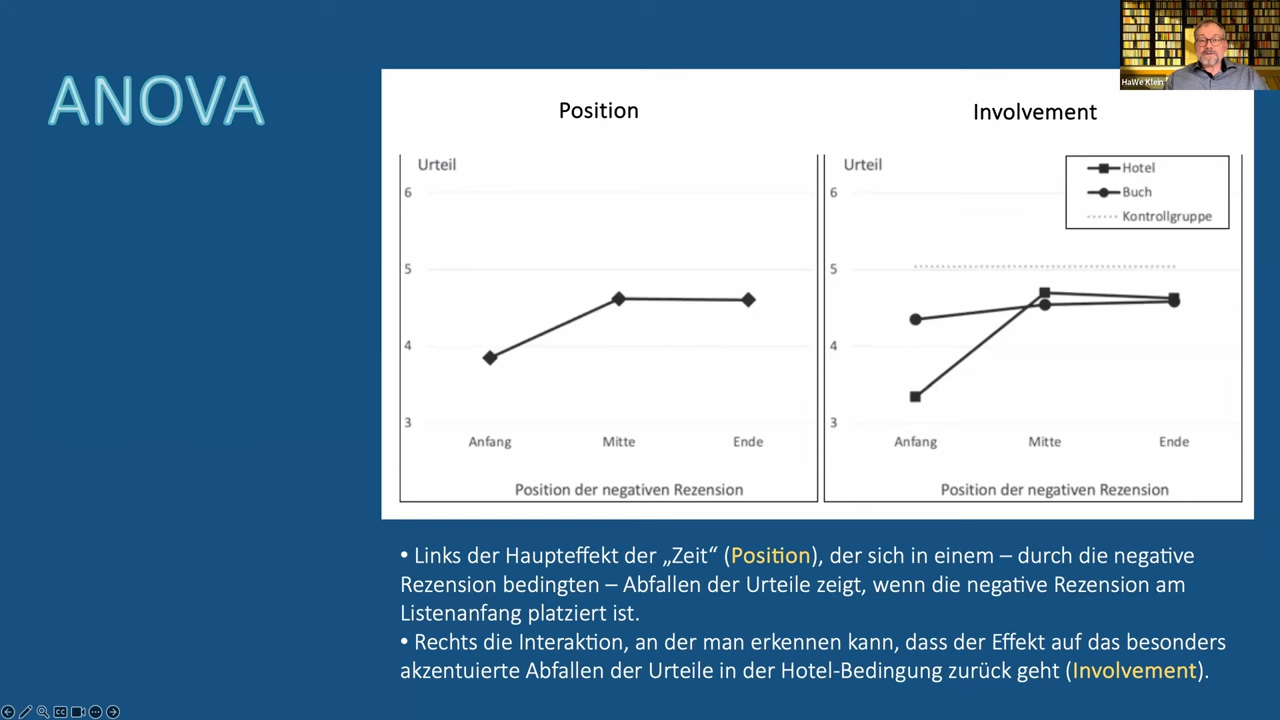 HaWe Klein
ANOVA
Position
Urteil
6
5
4
3
Anfang Mitte Ende
Position der negativen Rezension
Involvement
Urteil
Hotel
Buch
Kontrollgruppe
6
5
4
3
Anfang Mitte Ende
Position der negativen Rezension
• Links der Haupteffekt der „Zeit“ (Position), der sich in einem – durch die negative
Rezension bedingten – Abfallen der Urteile zeigt, wenn die negative Rezension am
Listenanfang platziert ist.
• Rechts die Interaktion, an der man erkennen kann, dass der Effekt auf das besonders
akzentuierte Abfallen der Urteile in der Hotel-Bedingung zurück geht (Involvement).
CC